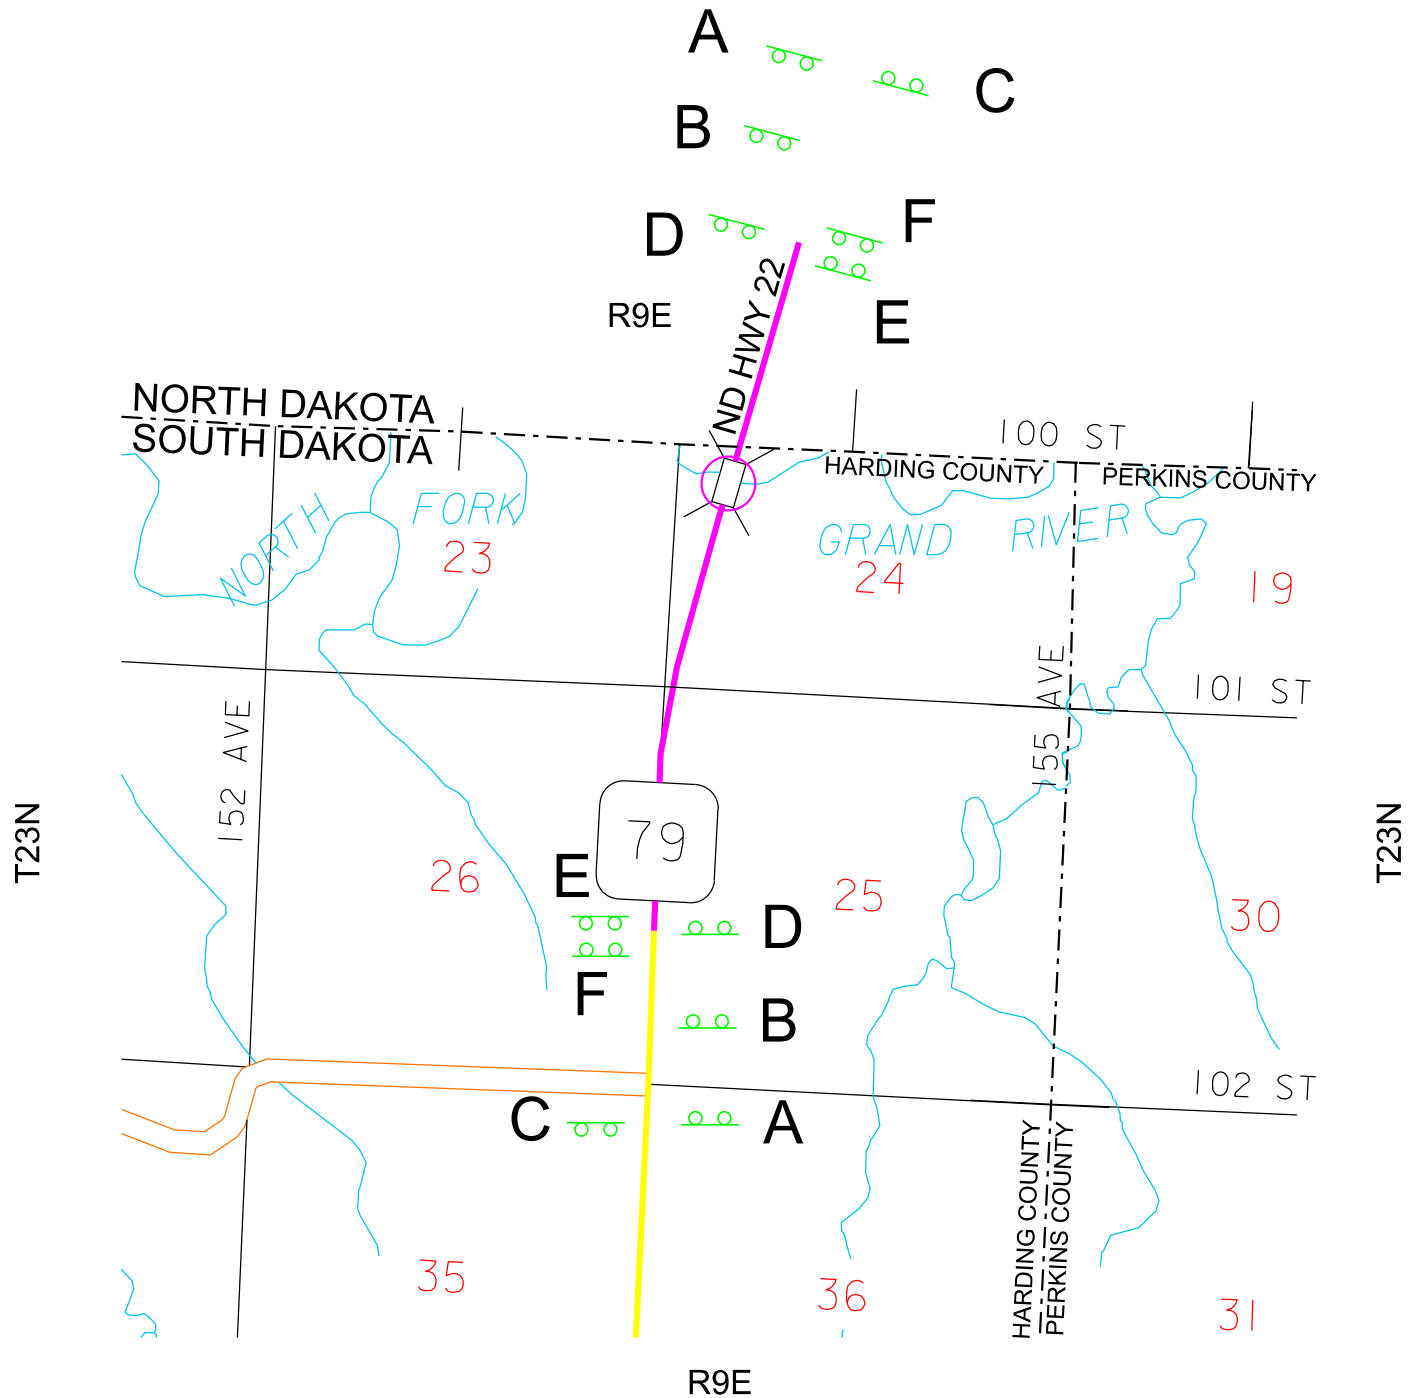 A
C
B
F
D
E
R9E
ND HWY 22
NORTH DAKOTA
SOUTH DAKOTA
100 ST
HARDING COUNTY
PERKINS COUNTY
NORTH FORK
GRAND RIVER
23
24
19
101 ST
152 AVE
155 AVE
T23N
T23N
79
26
E
25
30
D
F
B
102 ST
C
A
HARDING COUNTY
PERKINS COUNTY
35
36
31
R9E